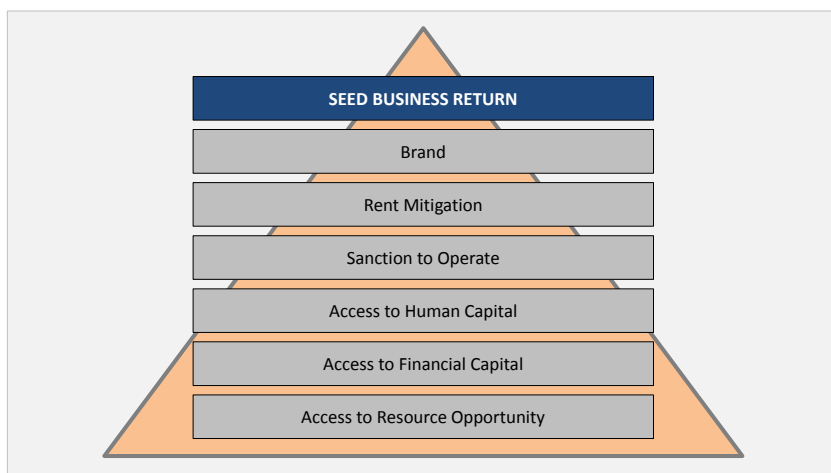 SEED BUSINESS RETURN
Brand
Rent Mitigation
Sanction to Operate
Access to Human Capital
Access to Financial Capital
Access to Resource Opportunity